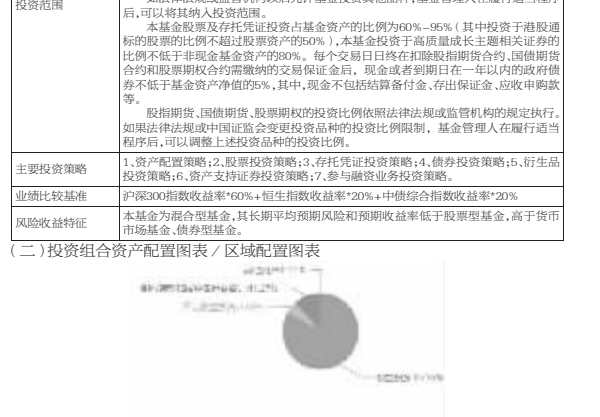 投资范围
后,可以将其纳入投资范围。
本基金股票及存托凭证投资占基金资产的比例为60%-95%(其中投资于港股通
标的股票的比例不超过股票资产的50%),本基金投资于高质量成长主题相关证券的
比例不低于非现金基金资产的80%。每个交易日日终在扣除股指期货合约、国债期货
合约和股票期权合约需缴纳的交易保证金后，现金或者到期日在一年以内的政府债
券不低于基金资产净值的5%,其中,现金不包括结算备付金、存出保证金、应收申购款
等。
股指期货、国债期货、股票期权的投资比例依照法律法规或监管机构的规定执行。
如果法律法规或中国证监会变更投资品种的投资比例限制，基金管理人在履行适当
程序后,可以调整上述投资品种的投资比例。
主要投资策略
1、资产配置策略;2、股票投资策略;3、存托凭证投资策略;4、债券投资策略;5、衍生品
投资策略;6、资产支持证券投资策略;7、参与融资业务投资策略。
业绩比较基准
沪深300指数收益率*60%+恒生指数收益率*20%+中债综合指数收益率*20%
风险收益特征
本基金为混合型基金,其长期平均预期风险和预期收益率低于股票型基金,高于货币
市场基金、债券型基金。
(二)投资组合资产配置图表/区域配置图表